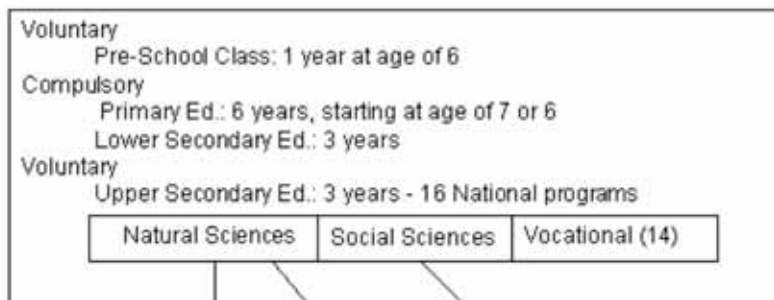 Voluntary
Pre-School Class: 1 year at age of 6
Compulsory
Primary Ed.: 6 years, starting at age of 7 or 6
Lower Secondary Ed.: 3 years
Voluntary
Upper Secondary Ed.: 3 years - 16 National programs
Natural Sciences Social Sciences Vocational (14)